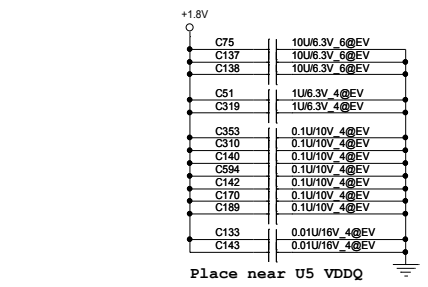 +1.8V
C75 10U/6.3V_6@EV
C137 10U/6.3V_6@EV
C138 10U/6.3V_6@EV
C51 1U/6.3V_4@EV
C319 1U/6.3V_4@EV
C353 0.1U/10V_4@EV
C310 0.1U/10V_4@EV
C140 0.1U/10V_4@EV
C594 0.1U/10V_4@EV
C142 0.1U/10V_4@EV
C170 0.1U/10V_4@EV
C189 0.1U/10V_4@EV
C133 0.01U/16V_4@EV
C143 0.01U/16V_4@EV
Place near U5 VDDQ